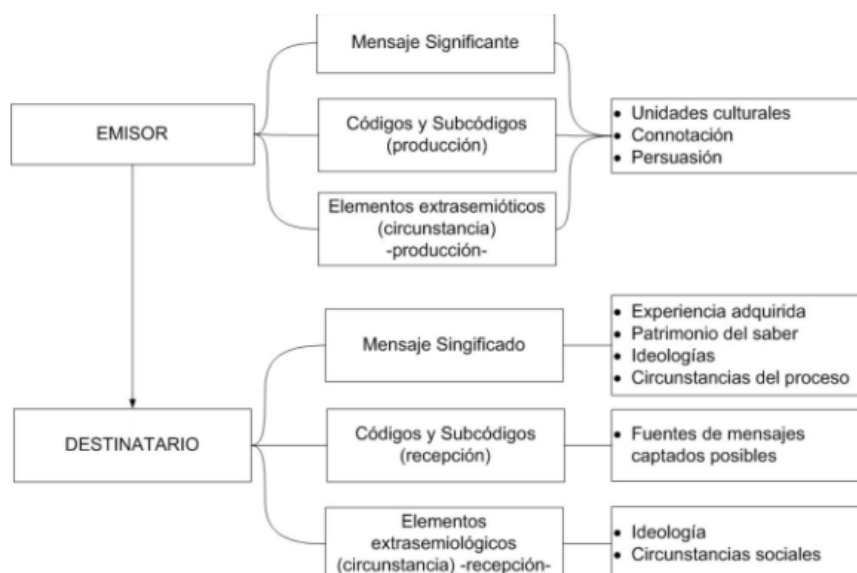 Mensaje Significante
EMISOR
Códigos y Subcódigos
(producción)
Elementos extrasemióticos
(circunstancia)
-producción-
• Unidades culturales
• Connotación
• Persuasión
Mensaje Singificado
• Experiencia adquirida
• Patrimonio del saber
• Ideologías
• Circunstancias del proceso
DESTINATARIO
Códigos y Subcódigos
(recepción)
• Fuentes de mensajes
captados posibles
Elementos
extrasemiológicos
(circunstancia) -recepción-
• Ideología
• Circunstancias sociales